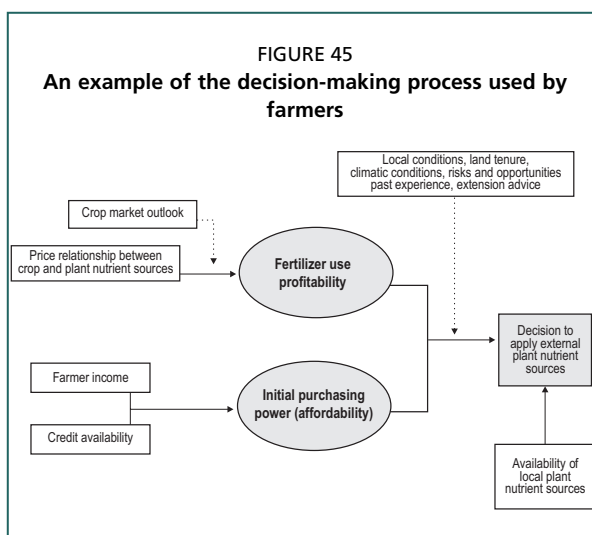 FIGURE 45
An example of the decision-making process used by
farmers
Local conditions, land tenure,
climatic conditions, risks and opportunities
past experience, extension advice
Crop market outlook
Price relationship between
crop and plant nutrient sources
Fertilizer use
profitability
Decision to
apply external
plant nutrient
sources
Farmer income
Credit availability
Initial purchasing
power (affordability)
Availability of
local plant
nutrient sources